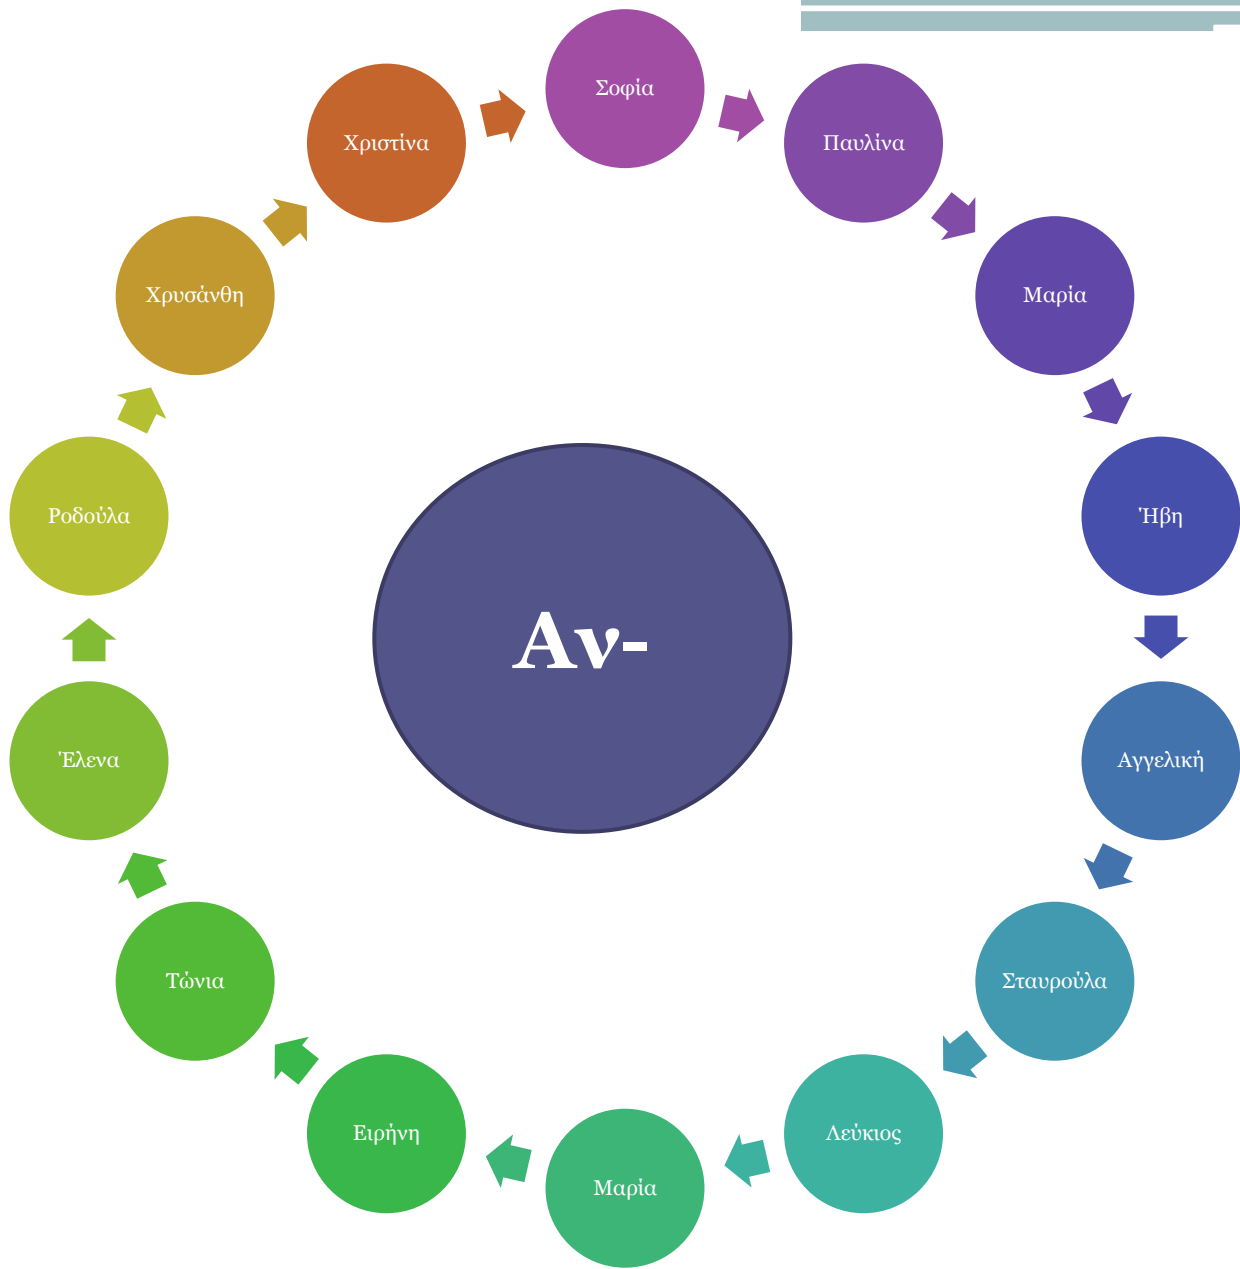 Σοφία
Παυλίνα
Μαρία
Ήβη
Αγγελική
Σταυρούλα
Λεύκιος
Μαρία
Ειρήνη
Τώνια
Έλενα
Ροδούλα
Χρυσάνθη
Χριστίνα
Αν-